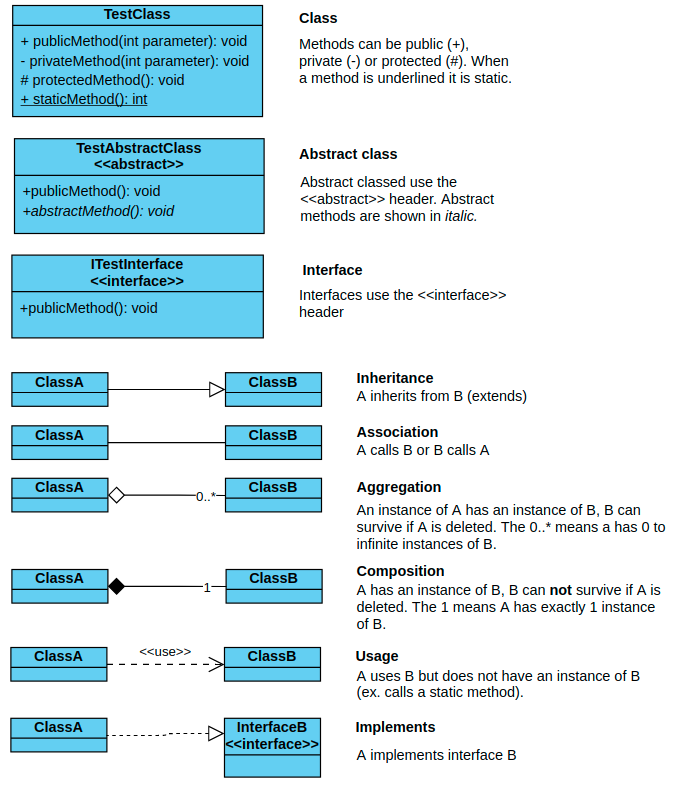 TestClass
+ publicMethod(int parameter): void
- privateMethod(int parameter): void
# protectedMethod(): void
+ staticMethod(): int
Class
Methods can be public (+),
private (-) or protected (#). When
a method is underlined it is static.
TestAbstractClass
<<abstract>>
+publicMethod(): void
+abstractMethod(): void
Abstract class
Abstract classed use the
<<abstract>> header. Abstract
methods are shown in italic.
ITestInterface
<<interface>>
+publicMethod(): void
Interface
Interfaces use the <<interface>>
header
ClassA
ClassB
Inheritance
A inherits from B (extends)
ClassA
ClassB
Association
A calls B or B calls A
ClassA
0..*
ClassB
Aggregation
An instance of A has an instance of B, B can
survive if A is deleted. The 0..* means a has 0 to
infinite instances of B.
ClassA
1
ClassB
Composition
A has an instance of B, B can not survive if A is
deleted. The 1 means A has exactly 1 instance
of B.
ClassA
<<use>>
ClassB
Usage
A uses B but does not have an instance of B
(ex. calls a static method).
ClassA
InterfaceB
<<interface>>
Implements
A implements interface B